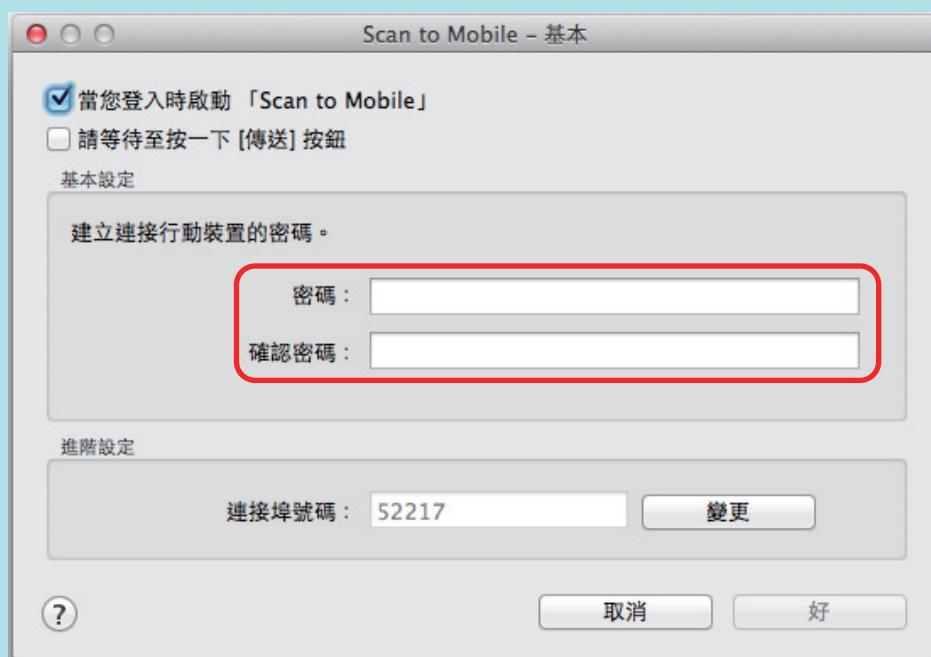 Scan to Mobile – 基本
當您登入時啟動 「Scan to Mobile」
請等待至按一下 [傳送] 按鈕
基本設定
建立連接行動裝置的密碼。
密碼：
確認密碼：
進階設定
連接埠號碼： 52217 變更
? 取消 好